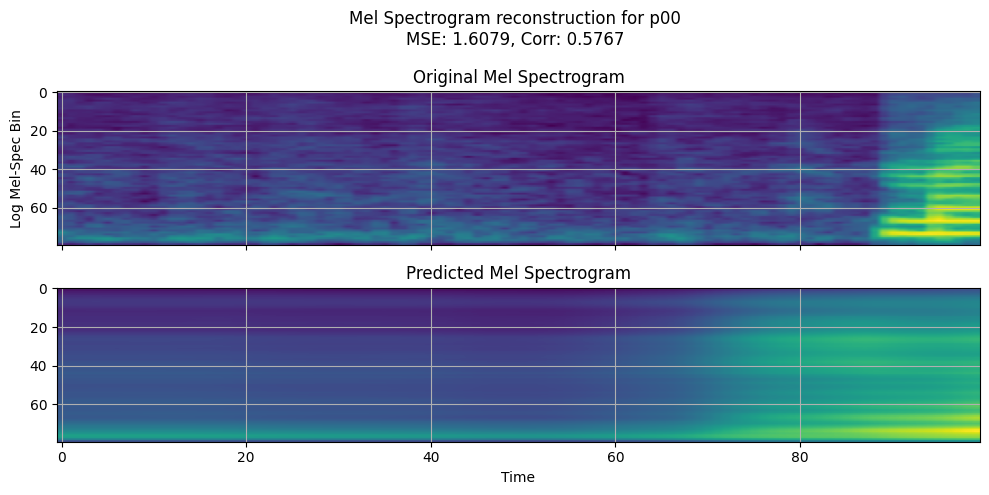 Mel Spectrogram reconstruction for p00
MSE: 1.6079, Corr: 0.5767
Original Mel Spectrogram
Log Mel-Spec Bin
0
20
40
60
Predicted Mel Spectrogram
0
20
40
60
0 20 40 60 80
Time